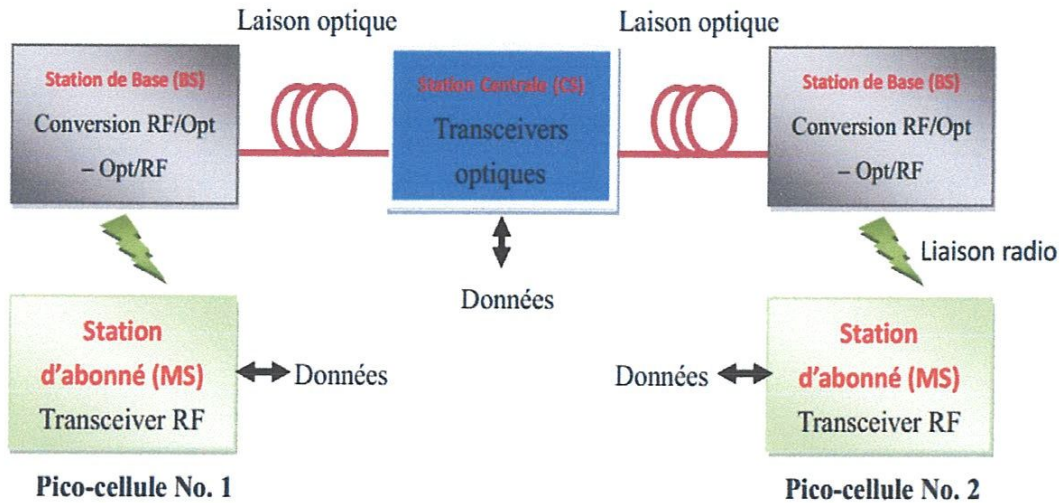 Laison optique
Laison optique
Station de Base (BS)
Conversion RF/Opt
– Opt/RF
Station Centrale (CS)
Transceivers
optiques
Station de Base (BS)
Conversion RF/Opt
– Opt/RF
Liaison radio
Données
Station
d'abonné (MS)
Transceiver RF
Données
Données
Station
d'abonné (MS)
Transceiver RF
Pico-cellule No. 1
Pico-cellule No. 2